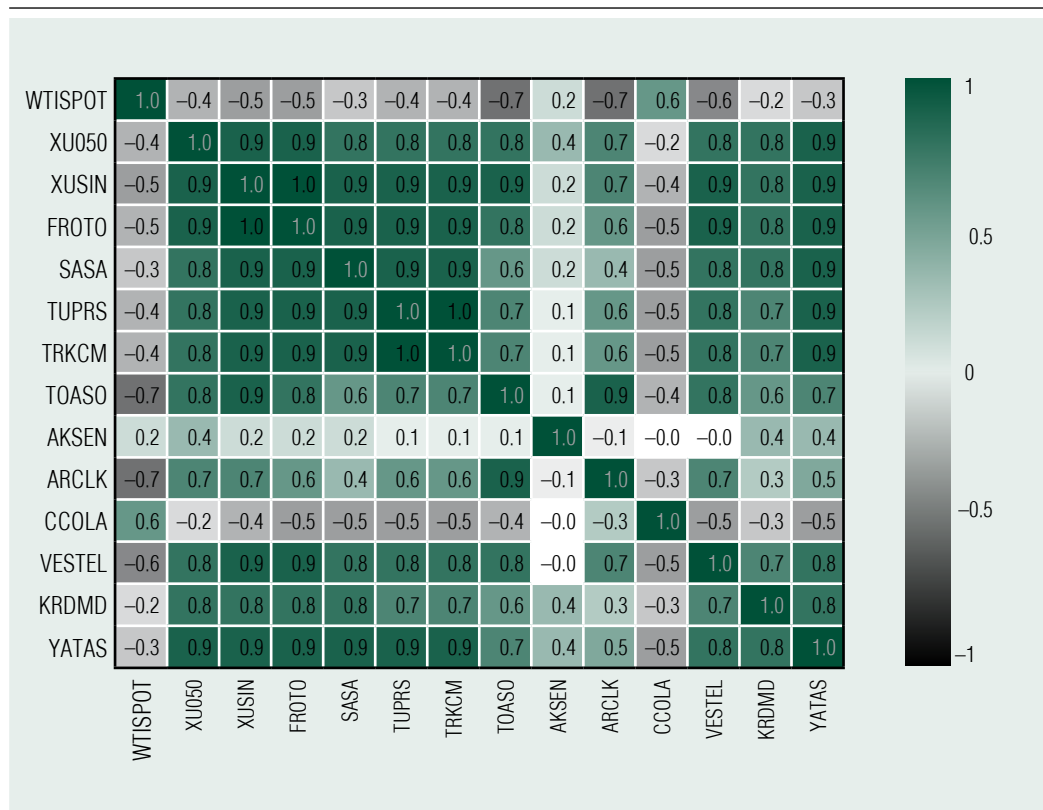 WTISPOT 1.0 –0.4 –0.5 –0.5 –0.3 –0.4 –0.4 –0.7 0.2 –0.7 0.6 –0.6 –0.2 –0.3
XU050 –0.4 1.0 0.9 0.9 0.8 0.8 0.8 0.8 0.4 0.7 –0.2 0.8 0.8 0.9
XUSIN –0.5 0.9 1.0 1.0 0.9 0.9 0.9 0.9 0.2 0.7 –0.4 0.9 0.8 0.9
FROTO –0.5 0.9 1.0 1.0 0.9 0.9 0.9 0.8 0.2 0.6 –0.5 0.9 0.8 0.9
SASA –0.3 0.8 0.9 0.9 1.0 0.9 0.9 0.6 0.2 0.4 –0.5 0.8 0.8 0.9
TUPRS –0.4 0.8 0.9 0.9 0.9 1.0 1.0 0.7 0.1 0.6 –0.5 0.8 0.7 0.9
TRKCM –0.4 0.8 0.9 0.9 0.9 1.0 1.0 0.7 0.1 0.6 –0.5 0.8 0.7 0.9
TOASO –0.7 0.8 0.9 0.8 0.6 0.7 0.7 1.0 0.1 0.9 –0.4 0.8 0.6 0.7
AKSEN 0.2 0.4 0.2 0.2 0.2 0.1 0.1 0.1 1.0 –0.1 –0.0 –0.0 0.4 0.4
ARCLK –0.7 0.7 0.7 0.6 0.4 0.6 0.6 0.9 –0.1 1.0 –0.3 0.7 0.3 0.5
CCOLA 0.6 –0.2 –0.4 –0.5 –0.5 –0.5 –0.5 –0.4 –0.0 –0.3 1.0 –0.5 –0.3 –0.5
VESTEL –0.6 0.8 0.9 0.9 0.8 0.8 0.8 0.8 –0.0 0.7 –0.5 1.0 0.7 0.8
KRDMD –0.2 0.8 0.8 0.8 0.8 0.7 0.7 0.6 0.4 0.3 –0.3 0.7 1.0 0.8
YATAS –0.3 0.9 0.9 0.9 0.9 0.9 0.9 0.7 0.4 0.5 –0.5 0.8 0.8 1.0
WTISPOT XU050 XUSIN FROTO SASA TUPRS TRKCM TOASO AKSEN ARCLK CCOLA VESTEL KRDMD YATAS
1
0.5
0
–0.5
–1